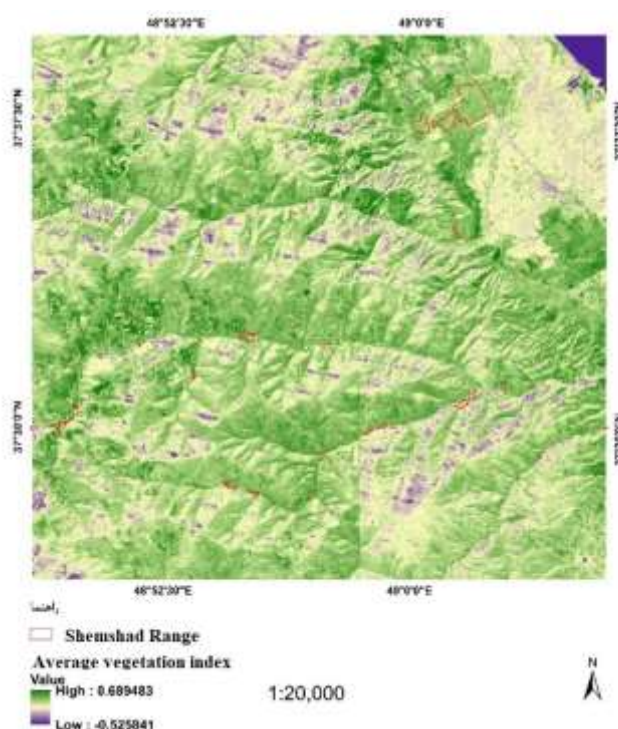 48°52'30"E 49°0'0"E
37°37'30"N
37°30'0"N
48°52'30"E 49°0'0"E
راهنما
Shemshad Range
Average vegetation index
Value
High : 0.689483
Low : -0.525841
1:20,000
N